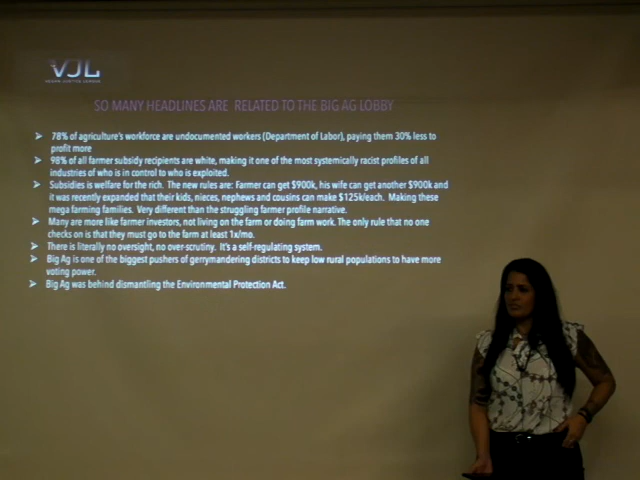 VJL
SO MANY HEADLINES ARE RELATED TO THE BIG AG LOBBY
78% of agriculture's workforce are undocumented workers (Department of Labor), paying them 30% less to
profit more
98% of all farmer subsidy recipients are white, making it one of the most systemically racist profiles of all
industries of who is in control to who is exploited.
Subsidies is welfare for the rich. The new rules are: Farmer can get $900k, his wife can get another $900k and
it was recently expanded that their kids, nieces, nephews and cousins can make $125k/each. Making these
mega farming families. Very different than the struggling farmer profile narrative.
Many are more like farmer investors, not living on the farm or doing farm work. The only rule that no one
checks on is that they must go to the farm at least 1x/mo.
There is literally no oversight, no over-scrutiny. It's a self-regulating system.
Big Ag is one of the biggest pushers of gerrymandering districts to keep low rural populations to have more
voting power.
Big Ag was behind dismantling the Environmental Protection Act.